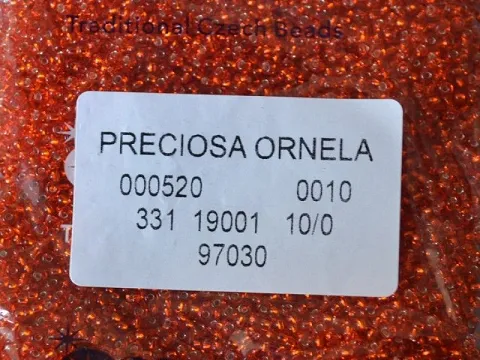 Traditional Czech Beads
PRECIOSA ORNELA
000520 0010
331 19001 10/0
97030
T